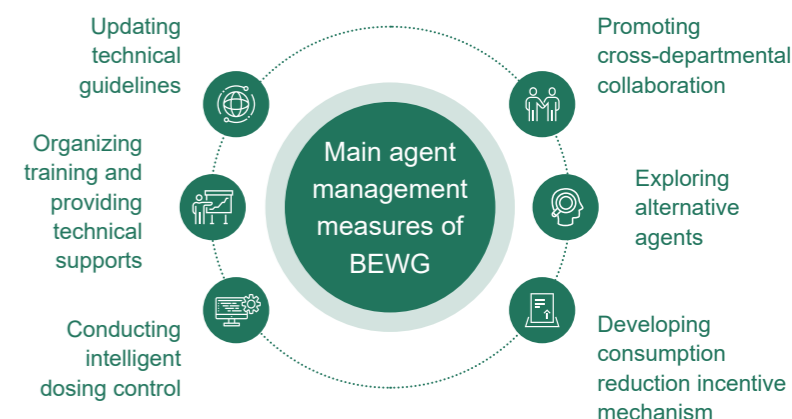 Updating
technical
guidelines
Organizing
training and
providing
technical
supports
Conducting
intelligent
dosing control
Main agent
management
measures of
BEWG
Promoting
cross-departmental
collaboration
Exploring
alternative
agents
Developing
consumption
reduction incentive
mechanism